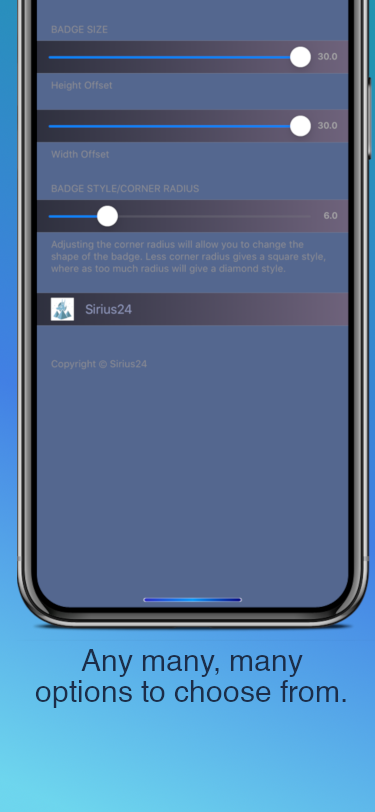 BADGE SIZE
30.0
Height Offset
30.0
Width Offset
BADGE STYLE/CORNER RADIUS
6.0
Adjusting the corner radius will allow you to change the
shape of the badge. Less corner radius gives a square style,
where as too much radius will give a diamond style.
Sirius24
Copyright © Sirius24
Any many, many
options to choose from.